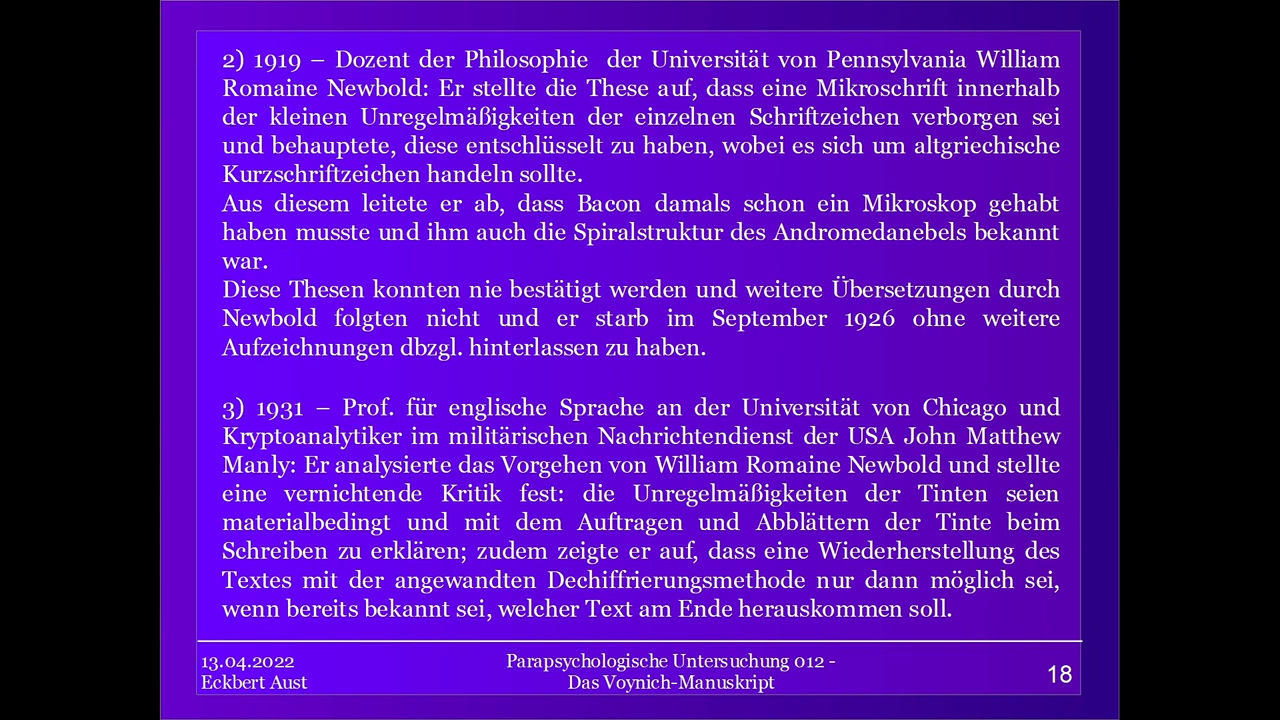 2) 1919 – Dozent der Philosophie der Universität von Pennsylvania William
Romaine Newbold: Er stellte die These auf, dass eine Mikroschrift innerhalb
der kleinen Unregelmäßigkeiten der einzelnen Schriftzeichen verborgen sei
und behauptete, diese entschlüsselt zu haben, wobei es sich um altgriechische
Kurzschriftzeichen handeln sollte.
Aus diesem leitete er ab, dass Bacon damals schon ein Mikroskop gehabt
haben musste und ihm auch die Spiralstruktur des Andromedanebels bekannt
war.
Diese Thesen konnten nie bestätigt werden und weitere Übersetzungen durch
Newbold folgten nicht und er starb im September 1926 ohne weitere
Aufzeichnungen dbzgl. hinterlassen zu haben.
3) 1931 – Prof. für englische Sprache an der Universität von Chicago und
Kryptoanalytiker im militärischen Nachrichtendienst der USA John Matthew
Manly: Er analysierte das Vorgehen von William Romaine Newbold und stellte
eine vernichtende Kritik fest: die Unregelmäßigkeiten der Tinten seien
materialbedingt und mit dem Auftragen und Abblättern der Tinte beim
Schreiben zu erklären; zudem zeigte er auf, dass eine Wiederherstellung des
Textes mit der angewandten Dechiffrierungsmethode nur dann möglich sei,
wenn bereits bekannt sei, welcher Text am Ende herauskommen soll.
13.04.2022
Eckbert Aust
Parapsychologische Untersuchung 012 -
Das Voynich-Manuskript
18